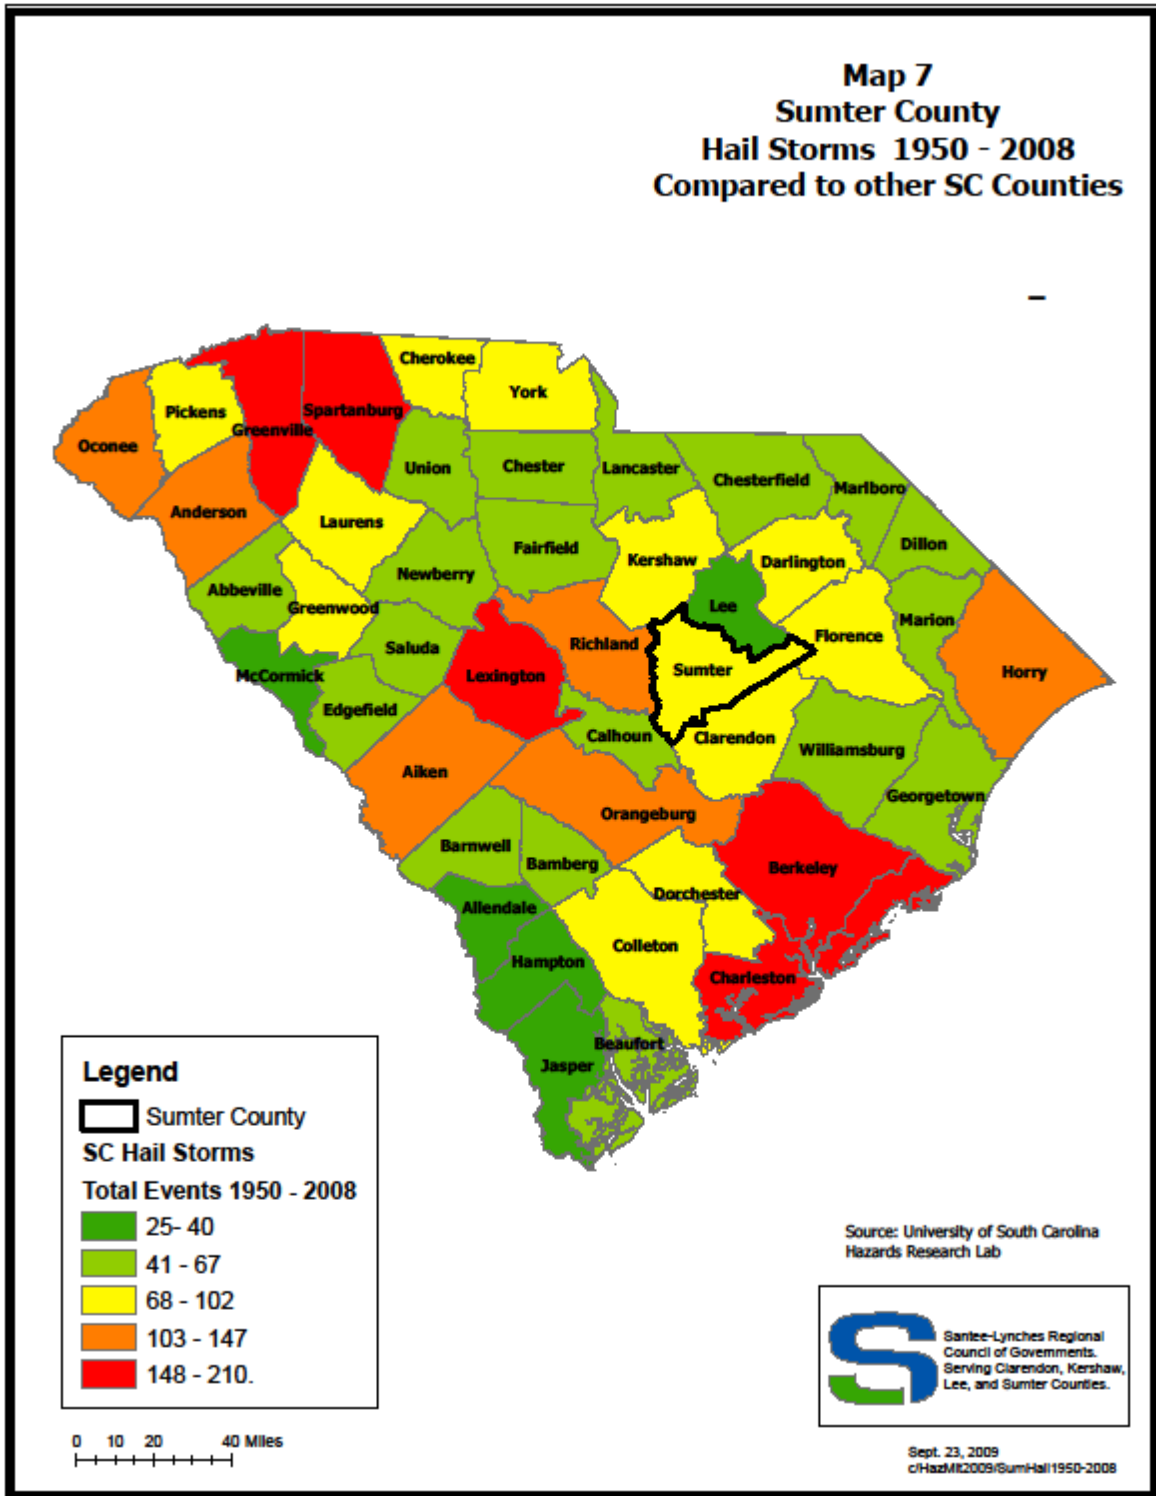 Map 7
Sumter County
Hail Storms 1950 - 2008
Compared to other SC Counties
–
Cherokee
York
Pickens
Spartanburg
Greenville
Oconee
Union
Chester
Lancaster
Chesterfield
Marlboro
Anderson
Laurens
Fairfield
Kershaw
Darlington
Dillon
Abbeville
Newberry
Greenwood
Lee
Marion
Saluda
Richland
Florence
McCormick
Lexington
Sumter
Horry
Edgefield
Calhoun
Clarendon
Williamsburg
Aiken
Georgetown
Orangeburg
Barnwell
Bamberg
Berkeley
Dorchester
Allendale
Colleton
Hampton
Charleston
Beaufort
Jasper
Legend
Sumter County
SC Hail Storms
Total Events 1950 - 2008
25- 40
41 - 67
68 - 102
103 - 147
148 - 210.
0 10 20 40 Miles
Source: University of South Carolina
Hazards Research Lab
Santee-Lynches Regional
Council of Governments.
Serving Clarendon, Kershaw,
Lee, and Sumter Counties.
Sept. 23, 2009
c/HazMit2009/SumHail1950-2008